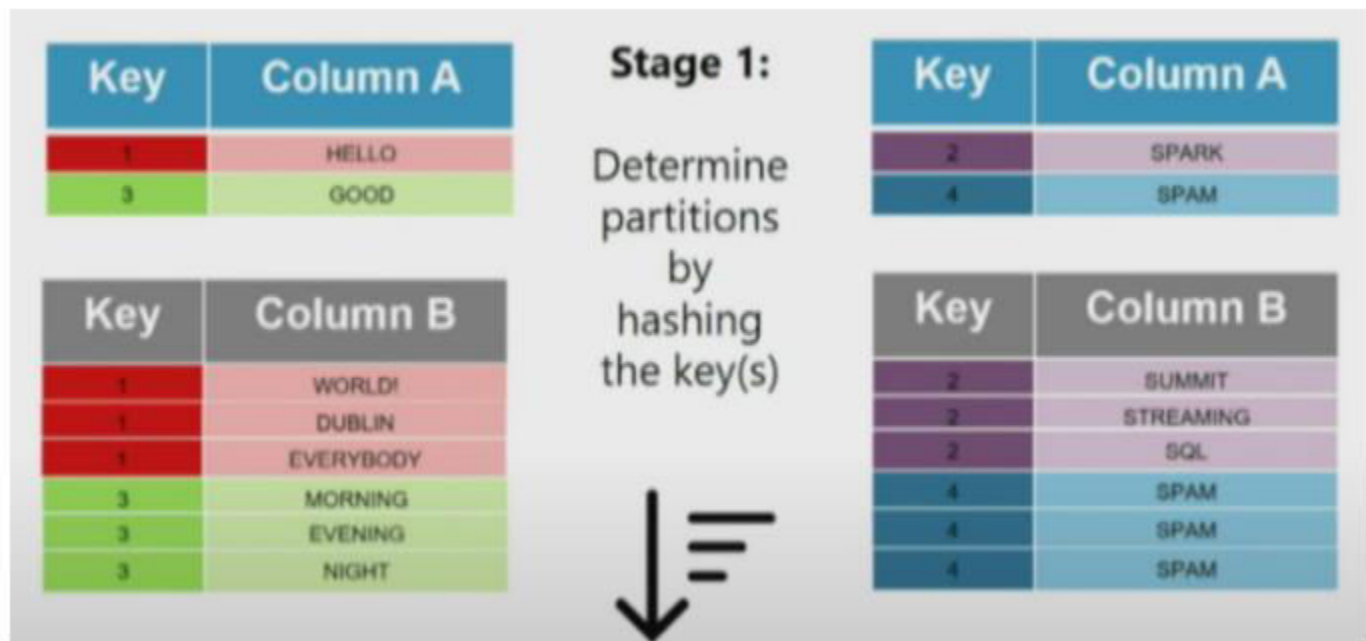 Key Column A
1 HELLO
3 GOOD
Key Column B
1 WORLD!
1 DUBLIN
1 EVERYBODY
3 MORNING
3 EVENING
3 NIGHT
Stage 1:
Determine
partitions
by
hashing
the key(s)
Key Column A
2 SPARK
4 SPAM
Key Column B
2 SUMMIT
2 STREAMING
2 SQL
4 SPAM
4 SPAM
4 SPAM